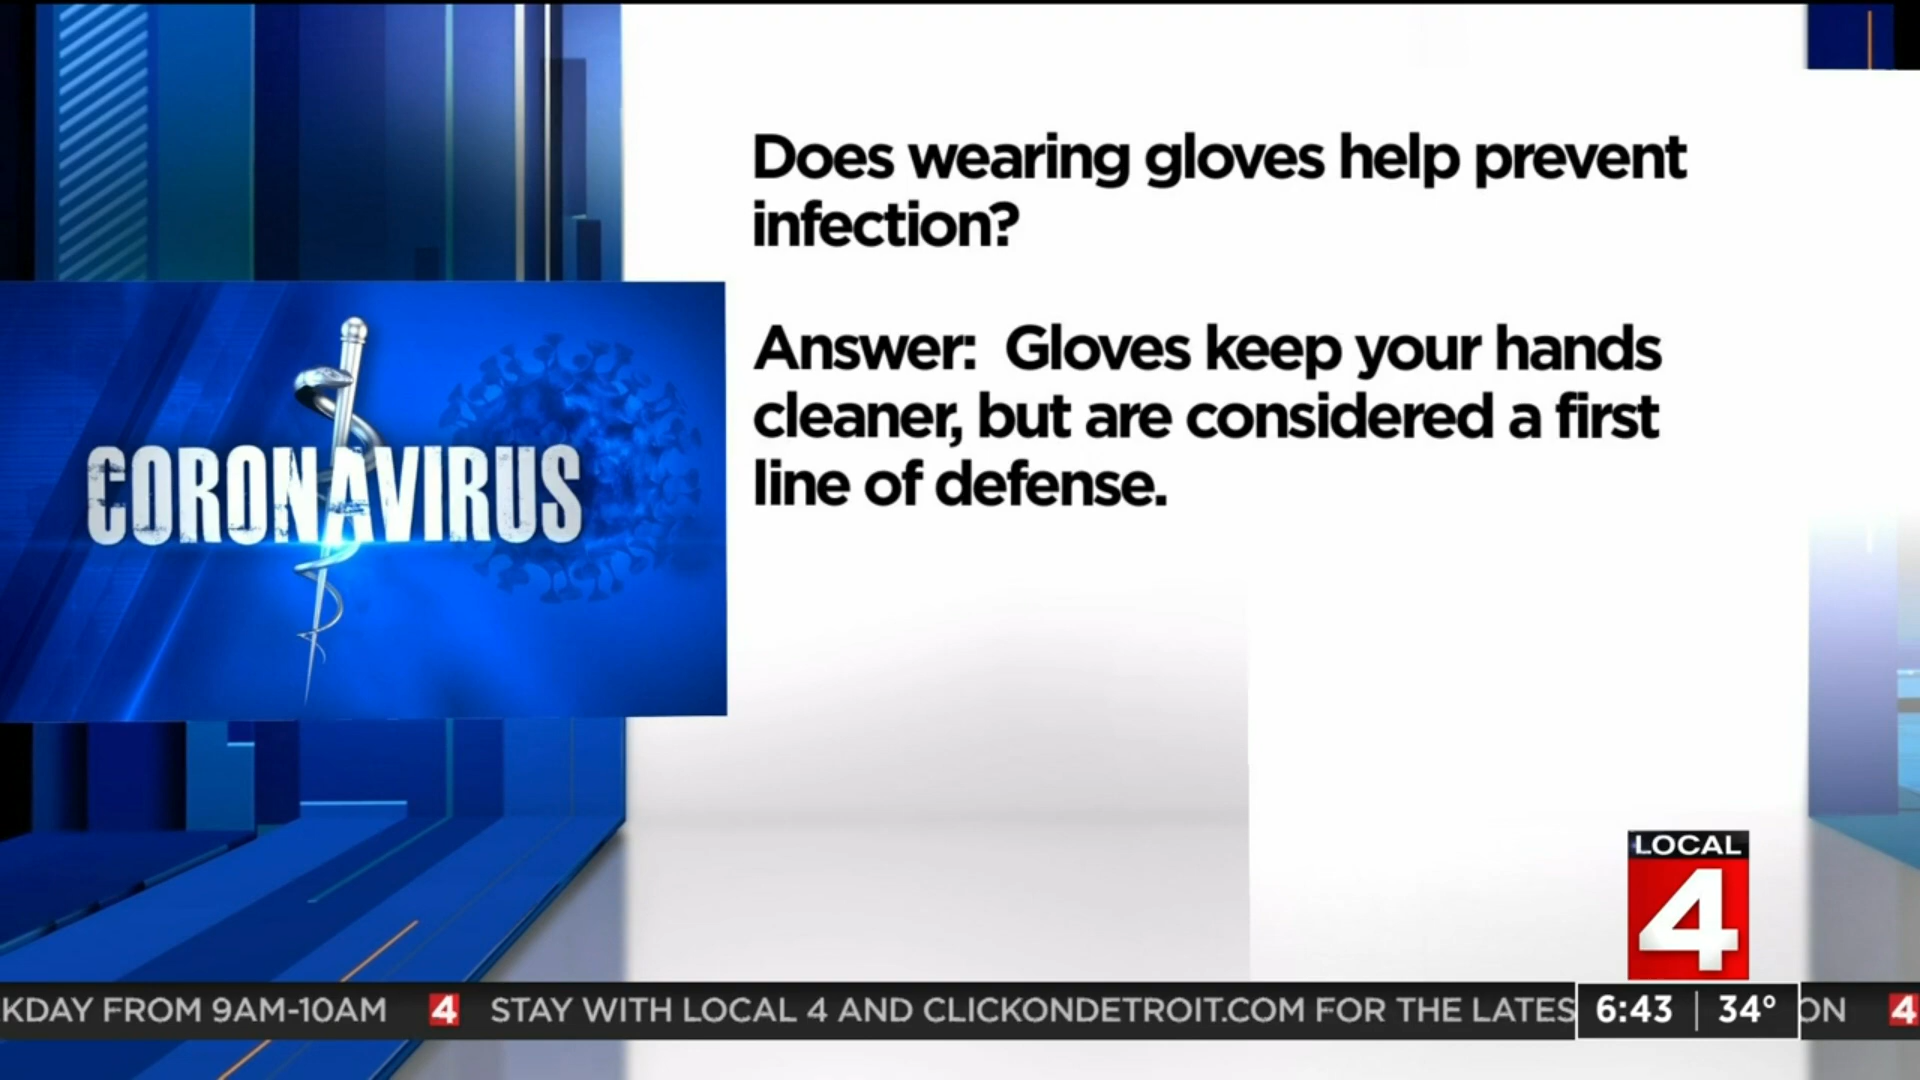 Does wearing gloves help prevent
infection?
Answer: Gloves keep your hands
cleaner, but are considered a first
line of defense.
CORONAVIRUS
LOCAL
4
KDAY FROM 9AM-10AM 4 STAY WITH LOCAL 4 AND CLICKONDETROIT.COM FOR THE LATES
6:43 34°
ON 4